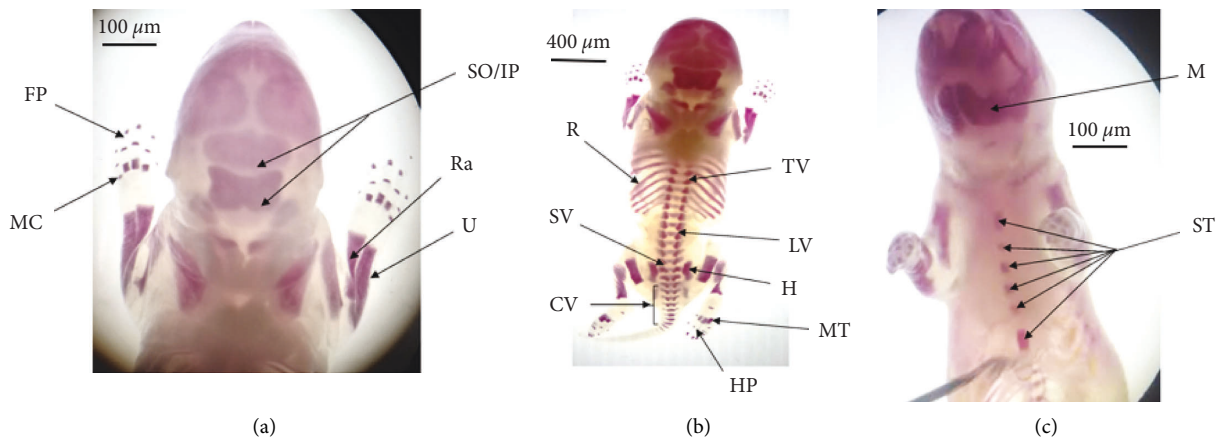 100 μm
FP
MC
SO/IP
Ra
U
(a)
400 μm
R
SV
CV
TV
LV
H
MT
HP
(b)
M
100 μm
ST
(c)